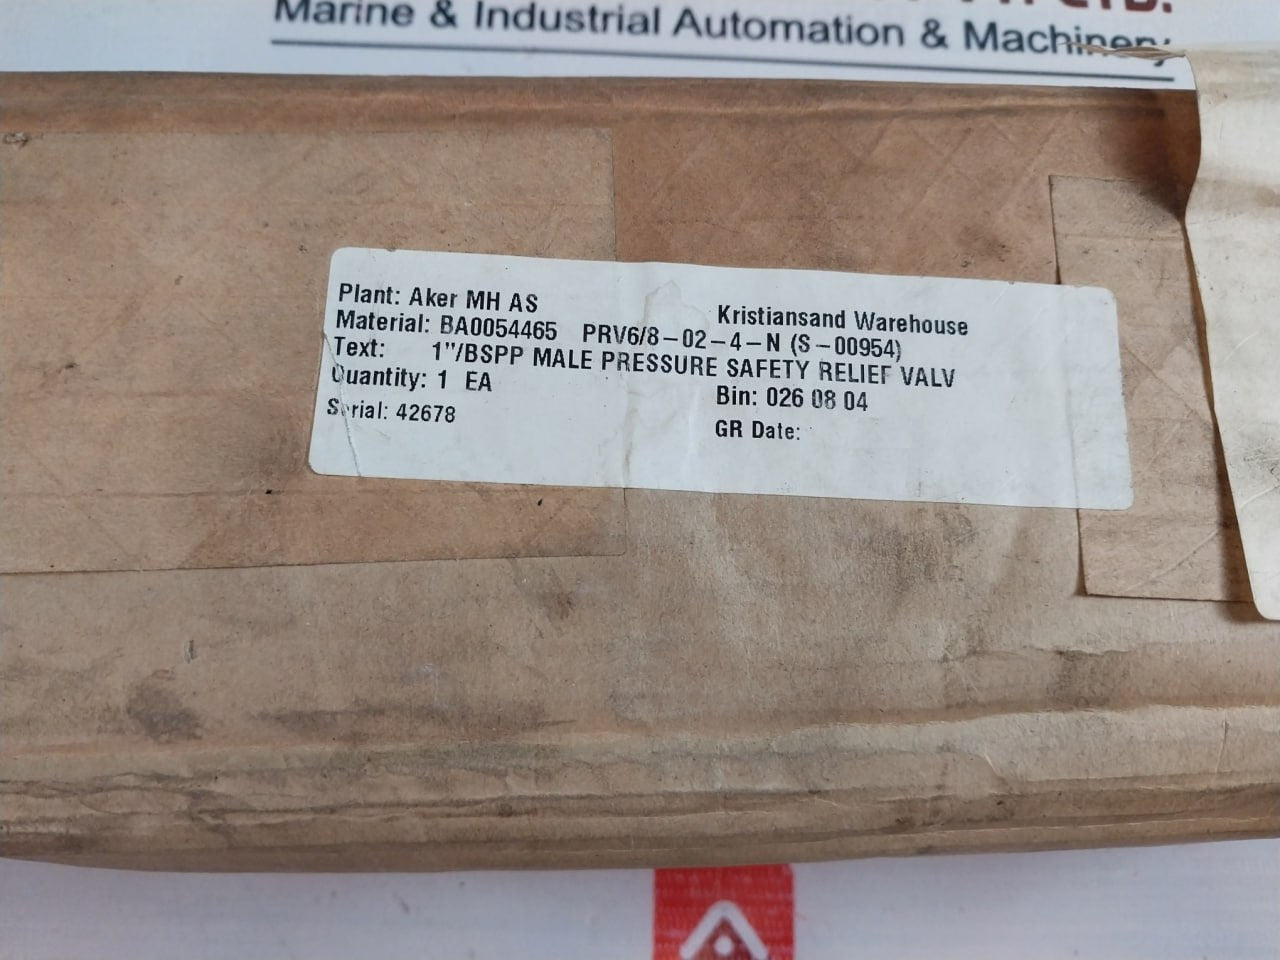 Marine & Industrial Automation & Machinery
Plant: Aker MH AS
Kristiansand Warehouse
Material: BA0054465 PRV6/8-02-4-N (S-00954)
Text: 1"/BSPP MALE PRESSURE SAFETY RELIEF VALV
Quantity: 1 EA
Bin: 026 08 04
Serial: 42678
GR Date: